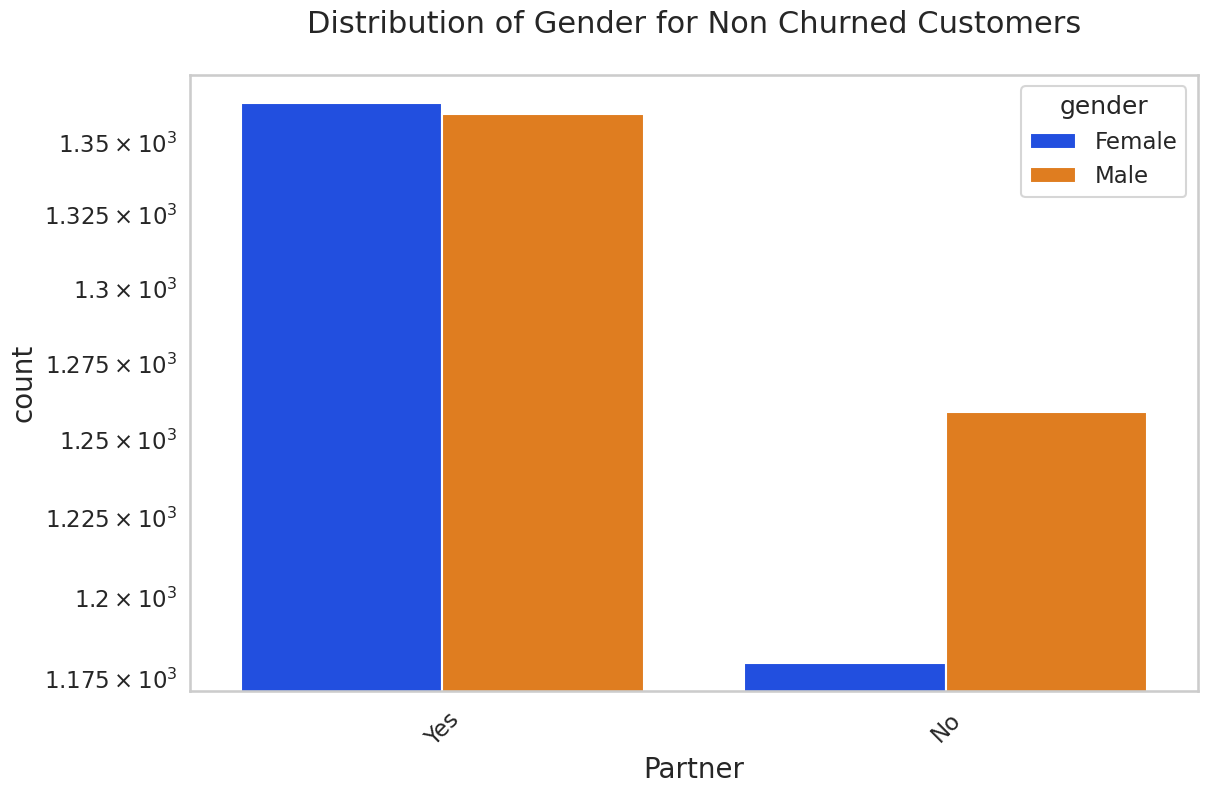 Distribution of Gender for Non Churned Customers
gender
Female
Male
1.35 × 10³
1.325 × 10³
1.3 × 10³
1.275 × 10³
1.25 × 10³
1.225 × 10³
1.2 × 10³
1.175 × 10³
count
Yes
No
Partner